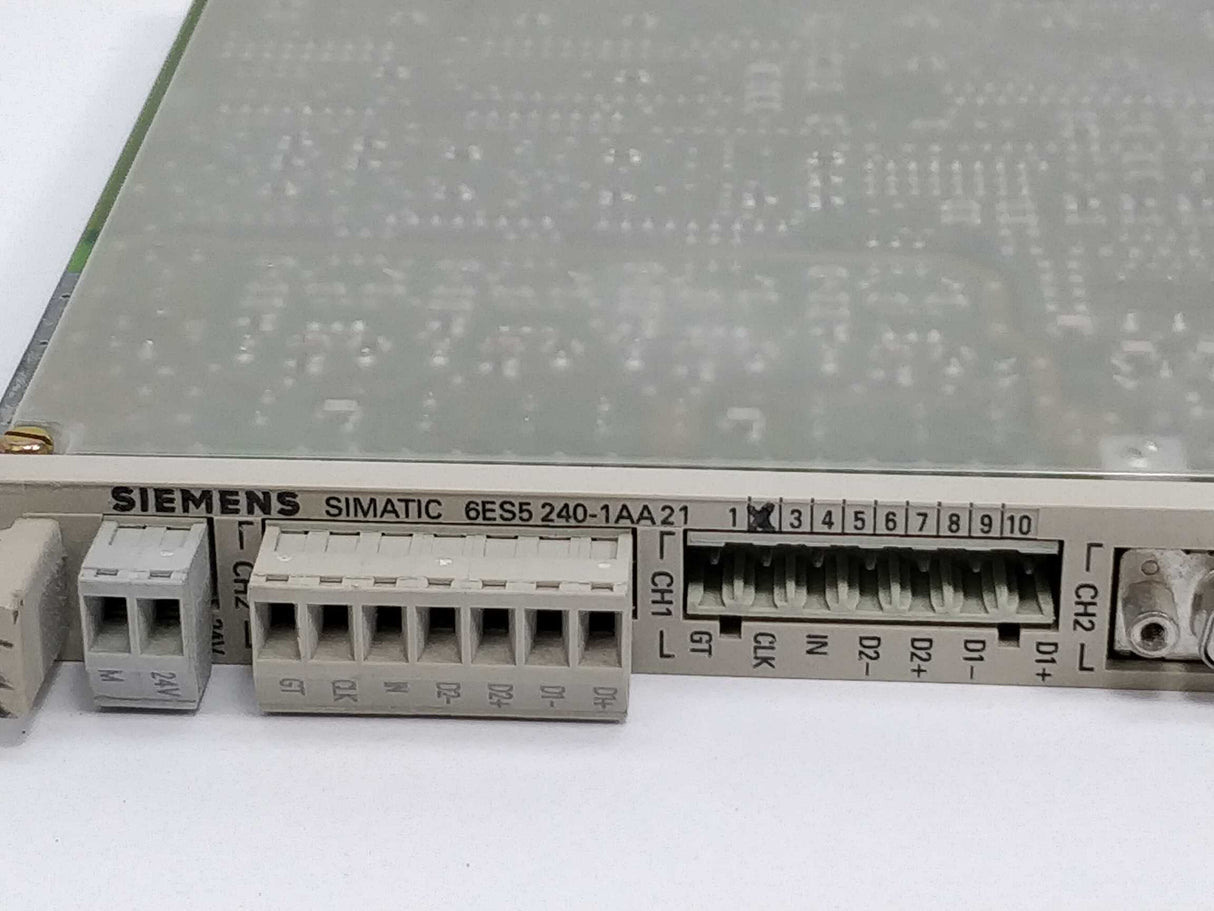 SIEMENS SIMATIC 6ES5 240-1AA21 1 3 4 5 6 7 8 9 10
CH2
24V
M 24V
GT CLK IN D2- D2+ D1- D1+
CH1
GT CLK IN D2- D2+ D1- D1+
CH2